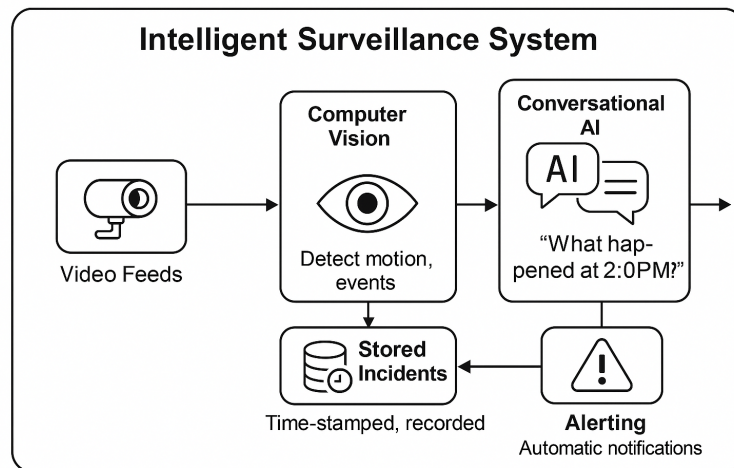 Intelligent Surveillance System
Computer
Vision
Detect motion,
events
Conversational
AI
AI
“What hap-
pened at 2:0PM?”
Video Feeds
Stored
Incidents
Time-stamped, recorded
Alerting
Automatic notifications